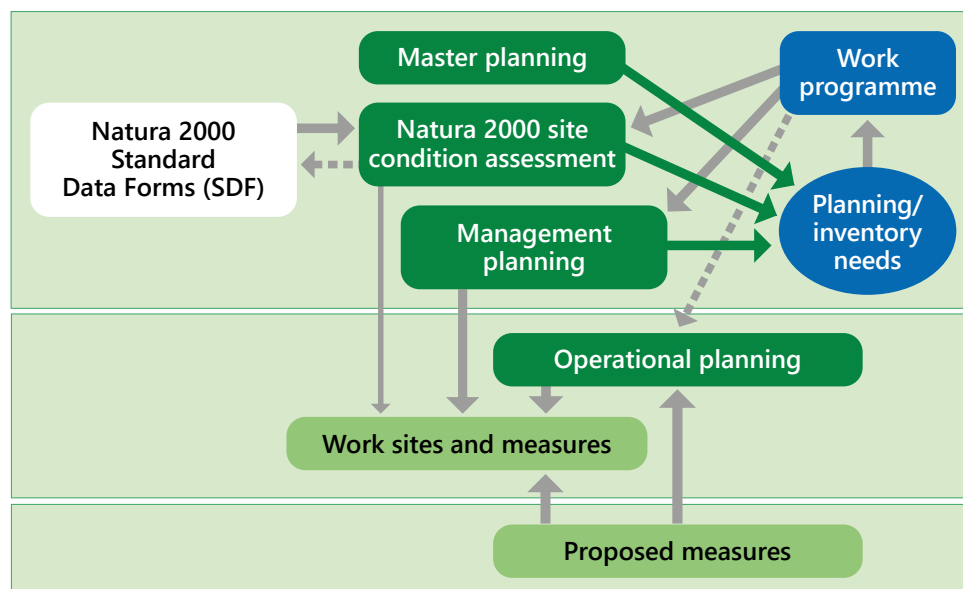 Master planning
Work
programme
Natura 2000
Standard
Data Forms (SDF)
Natura 2000 site
condition assessment
Management
planning
Planning/
inventory
needs
Operational planning
Work sites and measures
Proposed measures